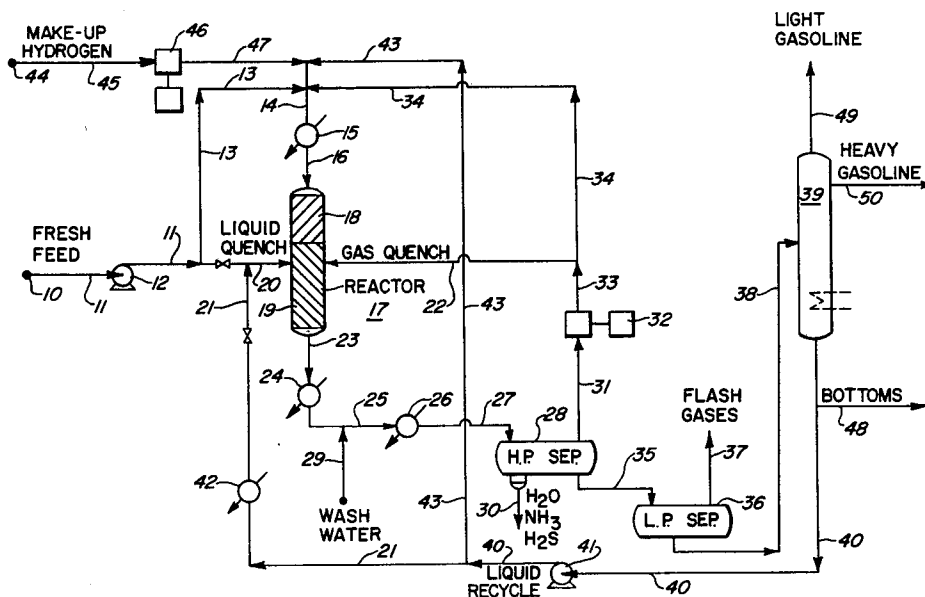 MAKE-UP
HYDROGEN
44
45
46
47
43
LIGHT
GASOLINE
13
34
14
15
16
13
49
HEAVY
GASOLINE
50
39
18
34
FRESH
FEED
11
LIQUID
QUENCH
GAS QUENCH
10
11
12
20
22
33
38
21
19
REACTOR
17
43
32
23
24
31
25
26
27
28
FLASH
GASES
BOTTOMS
48
29
H.P. SEP.
35
37
42
30
H2O
NH3
H2S
36
L.P. SEP.
WASH
WATER
43
21
40
41
LIQUID
RECYCLE
40
40